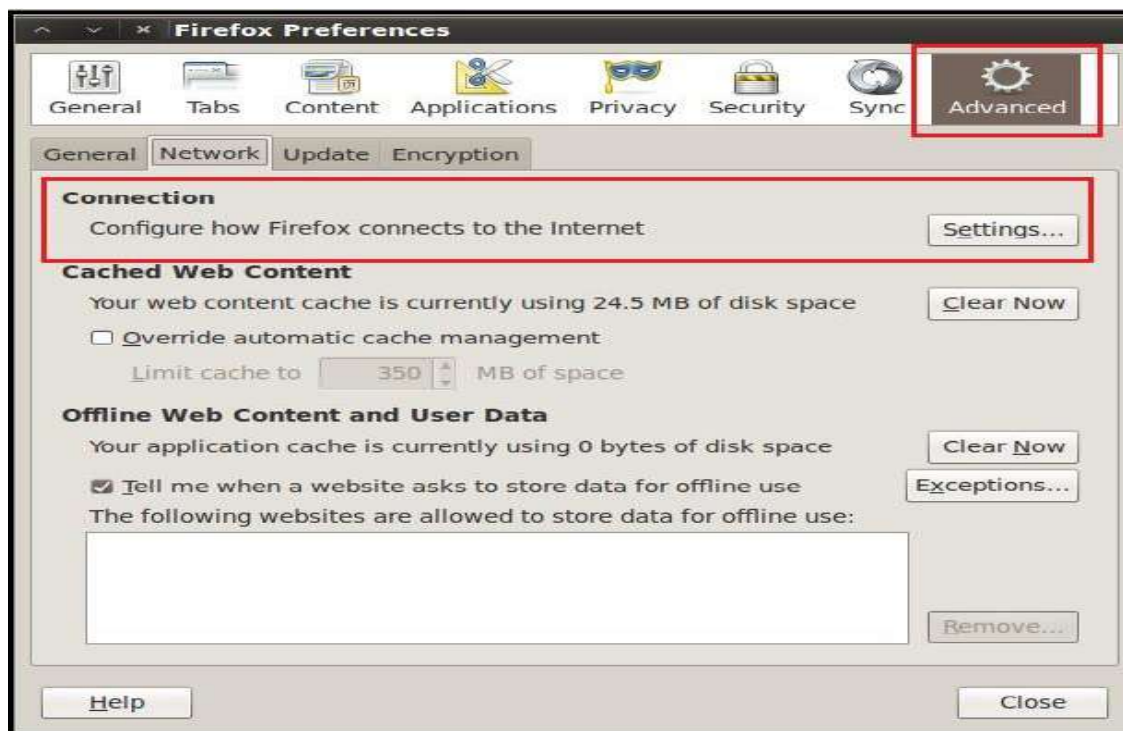 Firefox Preferences
General Tabs Content Applications Privacy Security Sync Advanced
General Network Update Encryption
Connection
Configure how Firefox connects to the Internet Settings...
Cached Web Content
Your web content cache is currently using 24.5 MB of disk space Clear Now
Override automatic cache management
Limit cache to 350 MB of space
Offline Web Content and User Data
Your application cache is currently using 0 bytes of disk space Clear Now
Tell me when a website asks to store data for offline use Exceptions...
The following websites are allowed to store data for offline use:
Remove...
Help Close